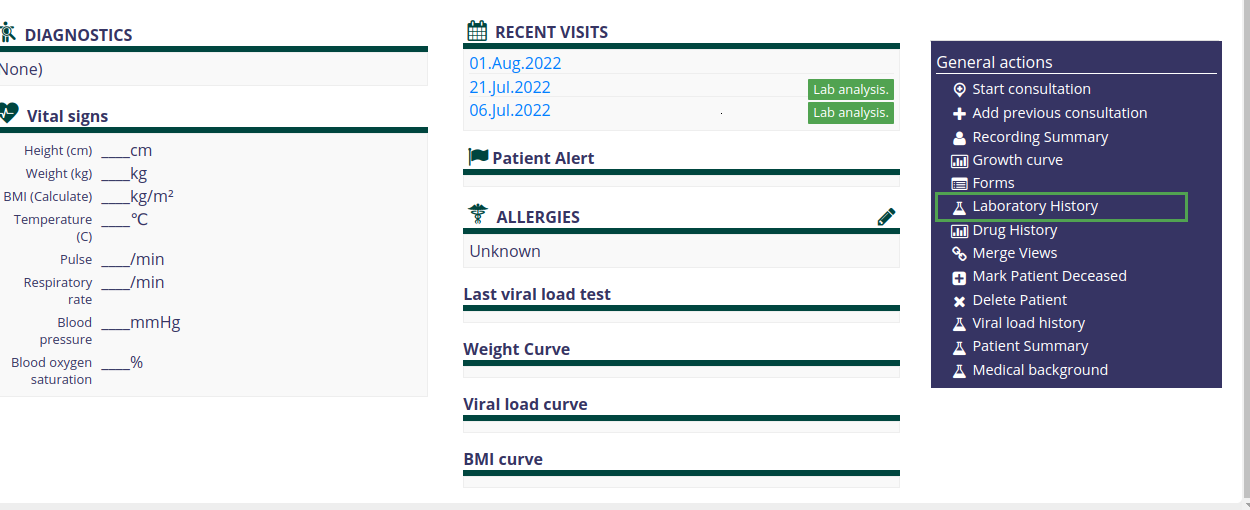 DIAGNOSTICS
None)
Vital signs
Height (cm) ____cm
Weight (kg) ____kg
BMI (Calculate) ____kg/m²
Temperature ____℃
(C)
Pulse ____/min
Respiratory ____/min
rate
Blood ____mmHg
pressure
Blood oxygen ____%
saturation
RECENT VISITS
01.Aug.2022
21.Jul.2022 Lab analysis.
06.Jul.2022 Lab analysis.
Patient Alert
ALLERGIES
Unknown
Last viral load test
Weight Curve
Viral load curve
BMI curve
General actions
Start consultation
Add previous consultation
Recording Summary
Growth curve
Forms
Laboratory History
Drug History
Merge Views
Mark Patient Deceased
Delete Patient
Viral load history
Patient Summary
Medical background